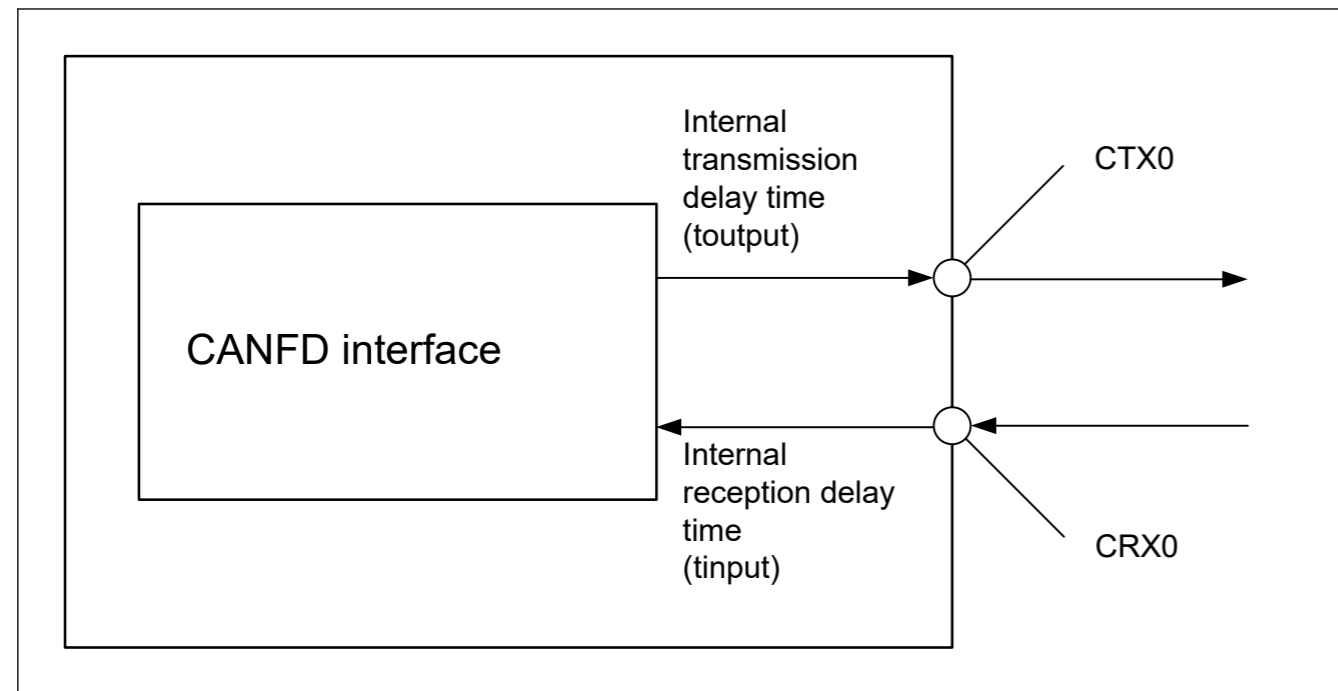 Internal
transmission
delay time
(toutput)
CTX0
CANFD interface
Internal
reception delay
time
(tinput)
CRX0